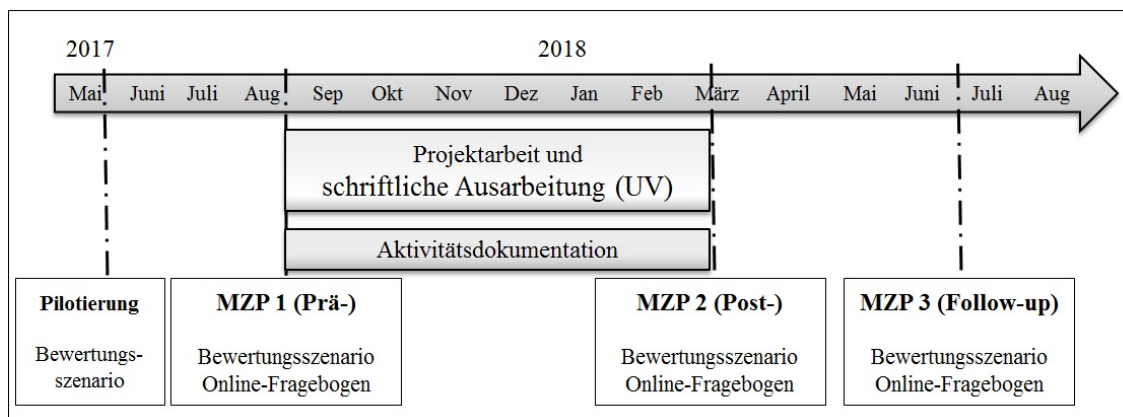 2017 2018
Mai Juni Juli Aug Sep Okt Nov Dez Jan Feb März April Mai Juni Juli Aug
Projektarbeit und
schriftliche Ausarbeitung (UV)
Aktivitätsdokumentation
Pilotierung
Bewertungs-
szenario
MZP 1 (Prä-)
Bewertungsszenario
Online-Fragebogen
MZP 2 (Post-)
Bewertungsszenario
Online-Fragebogen
MZP 3 (Follow-up)
Bewertungsszenario
Online-Fragebogen